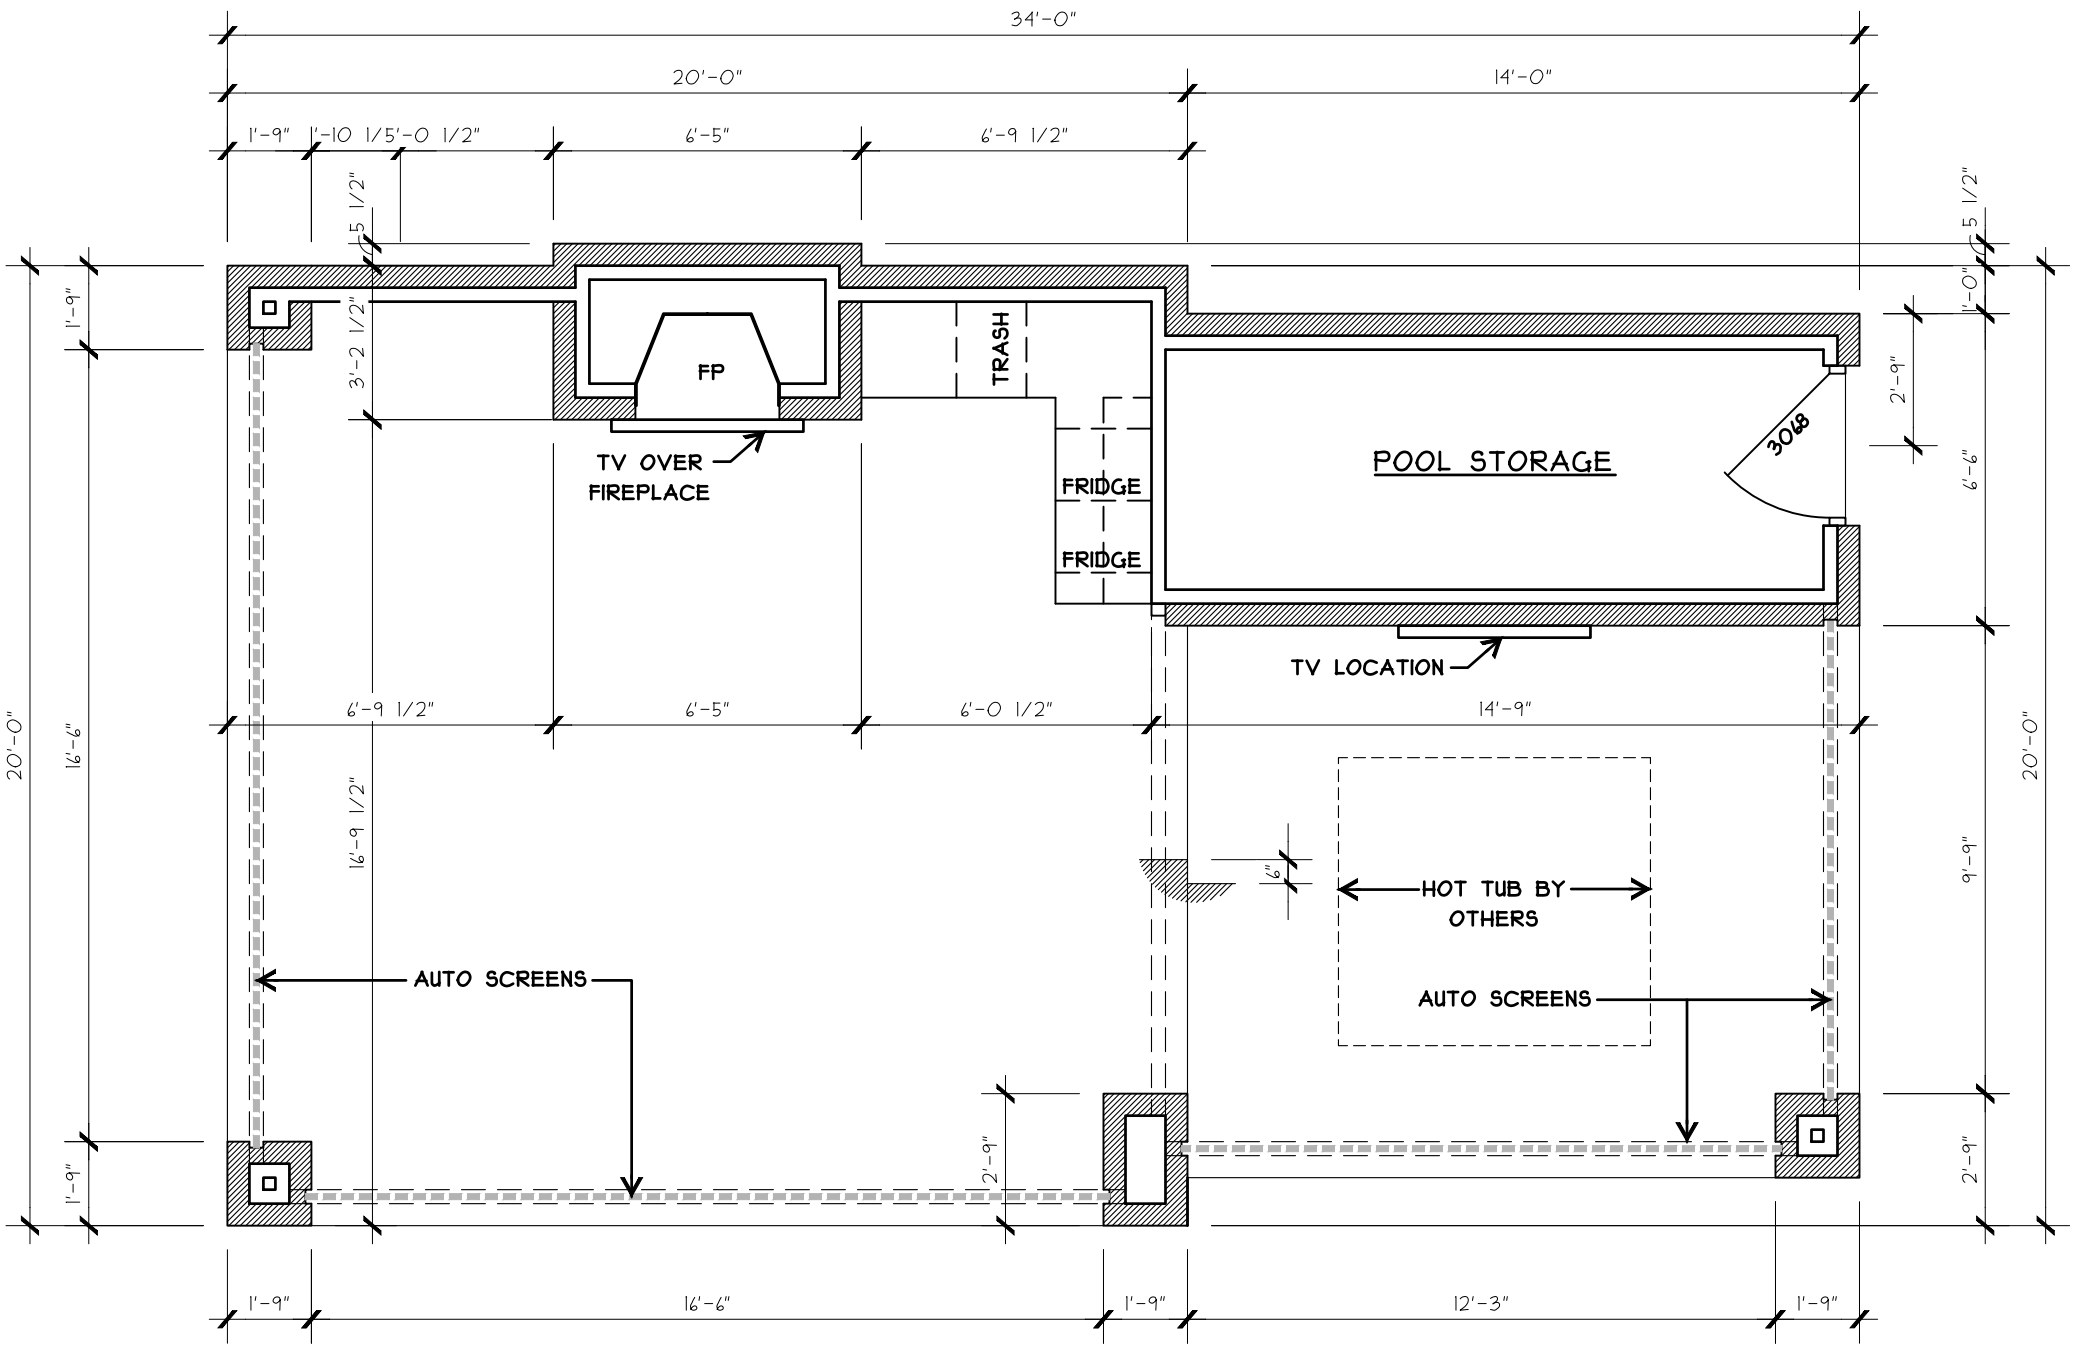 34'-0"
20'-0"
14'-0"
1'-9"
'-10 1/5'-0 1/2"
6'-5"
6'-9 1/2"
5 1/2"
5 1/2"
1'-0"
1'-9"
3'-2 1/2"
TRASH
FP
2'-9"
3068
TV OVER
FIREPLACE
POOL STORAGE
6'-6"
FRIDGE
FRIDGE
TV LOCATION
6'-9 1/2"
6'-5"
6'-0 1/2"
14'-9"
20'-0"
16'-6"
20'-0"
16'-9 1/2"
6"
9'-9"
HOT TUB BY
OTHERS
AUTO SCREENS
AUTO SCREENS
2'-9"
2'-9"
1'-9"
1'-9"
16'-6"
1'-9"
12'-3"
1'-9"